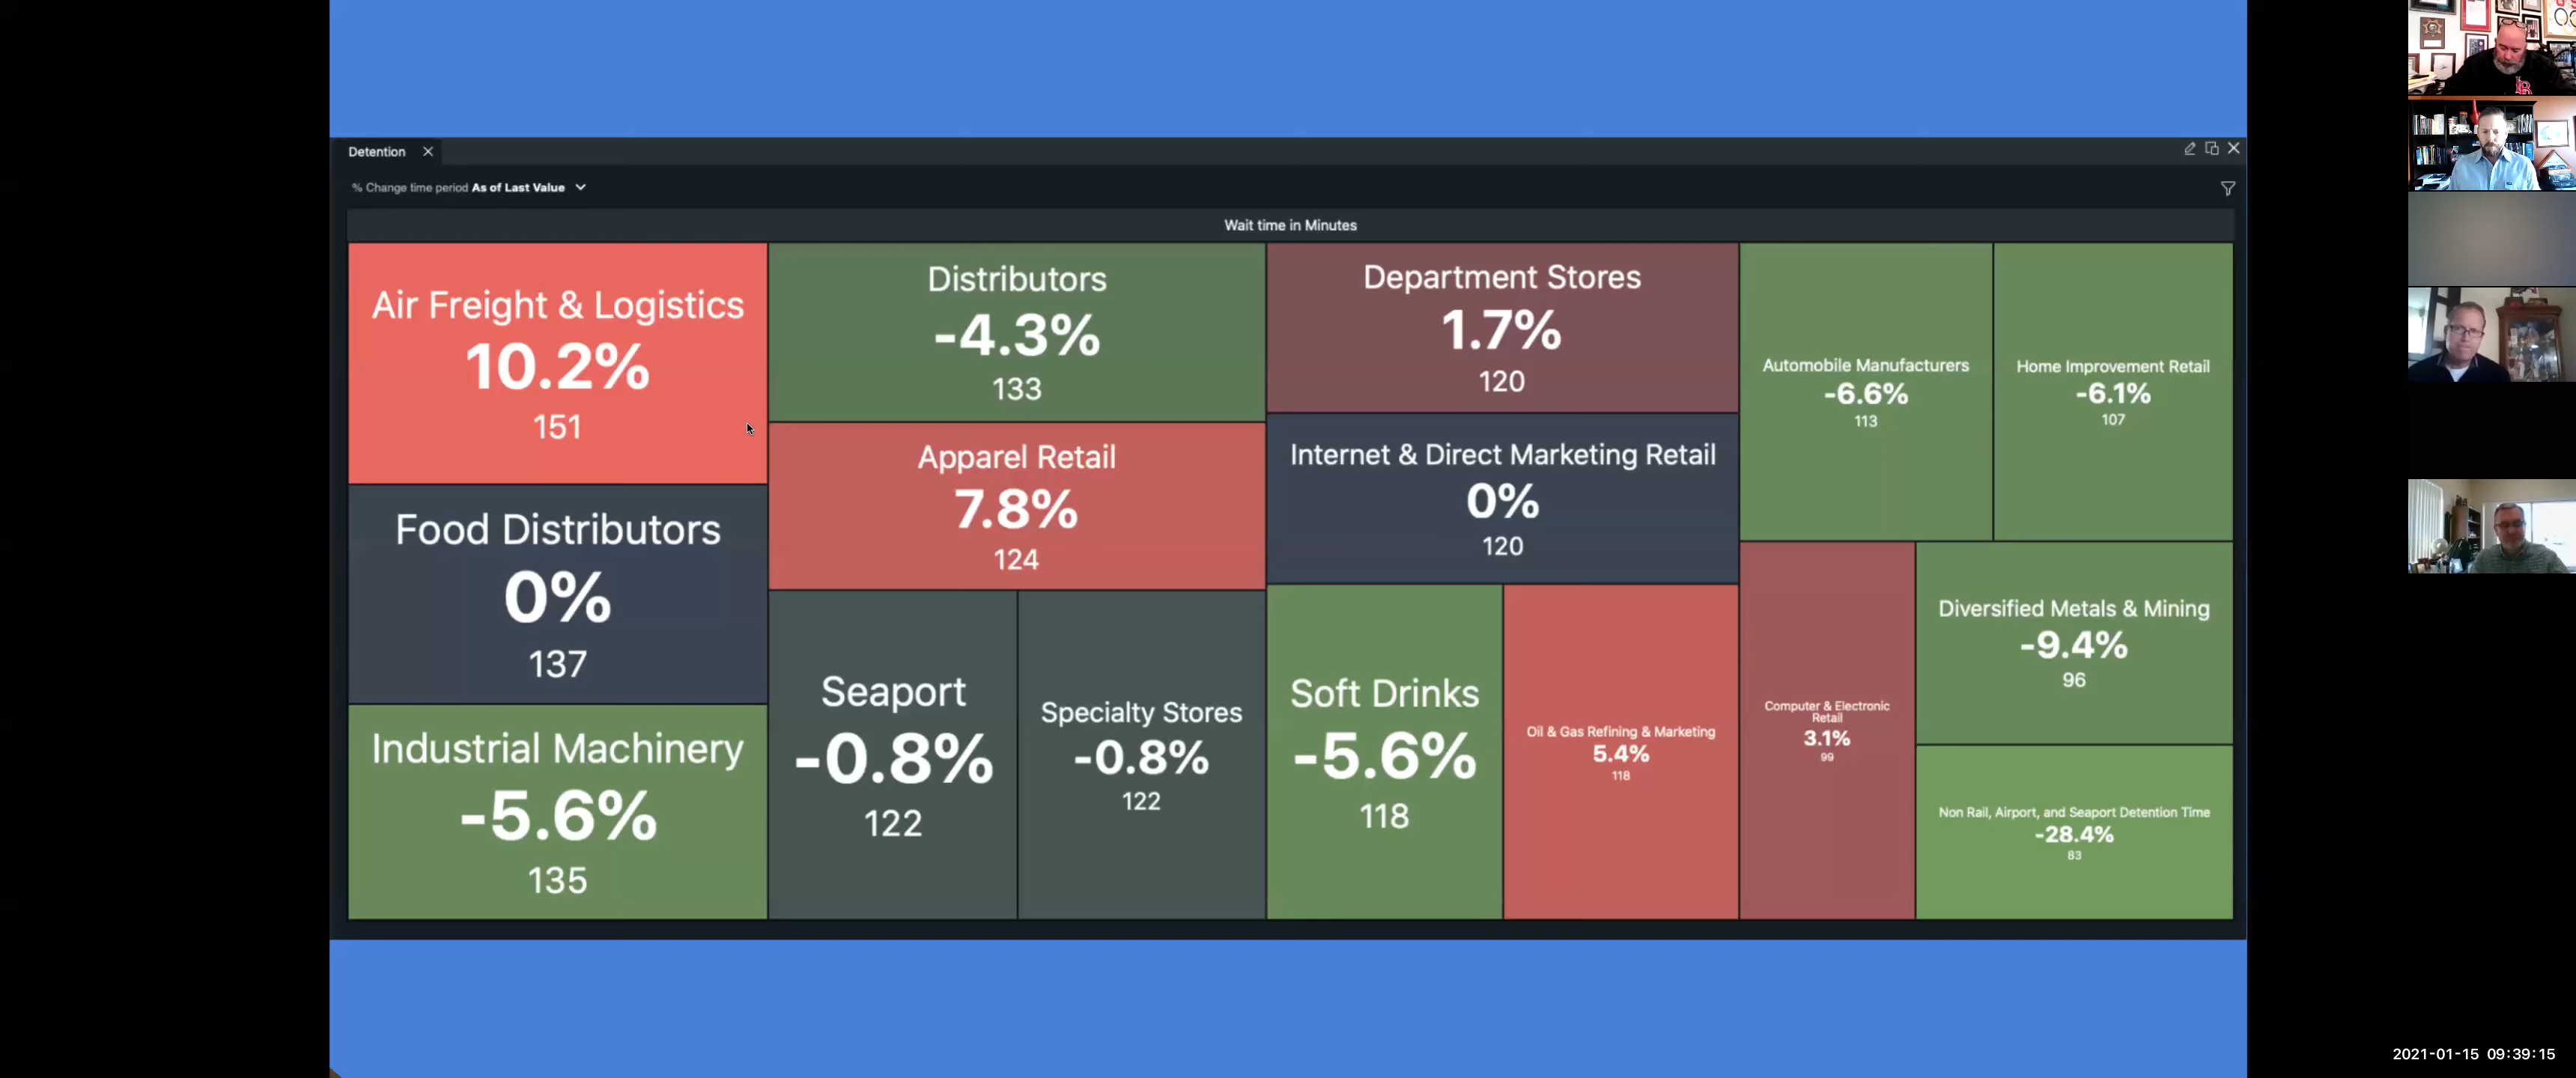 Detention
% Change time period As of Last Value
Wait time in Minutes
Air Freight & Logistics
10.2%
151
Food Distributors
0%
137
Industrial Machinery
-5.6%
135
Distributors
-4.3%
133
Apparel Retail
7.8%
124
Seaport
-0.8%
122
Specialty Stores
-0.8%
122
Department Stores
1.7%
120
Internet & Direct Marketing Retail
0%
120
Soft Drinks
-5.6%
118
Oil & Gas Refining & Marketing
5.4%
118
Automobile Manufacturers
-6.6%
113
Home Improvement Retail
-6.1%
107
Computer & Electronic
Retail
3.1%
99
Diversified Metals & Mining
-9.4%
96
Non Rail, Airport, and Seaport Detention Time
-28.4%
83
2021-01-15 09:39:15